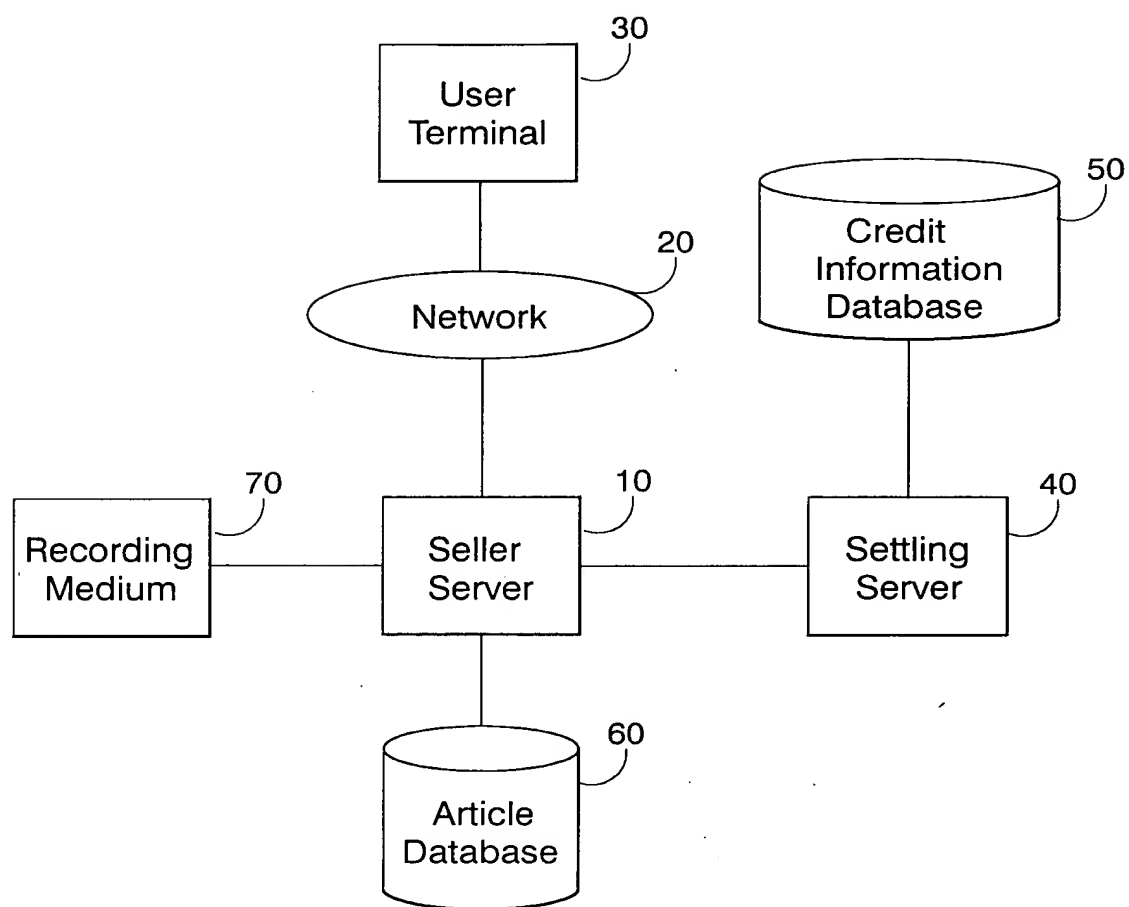 30
User
Terminal
50
Credit
Information
Database
20
Network
70
Recording
Medium
10
Seller
Server
40
Settling
Server
60
Article
Database